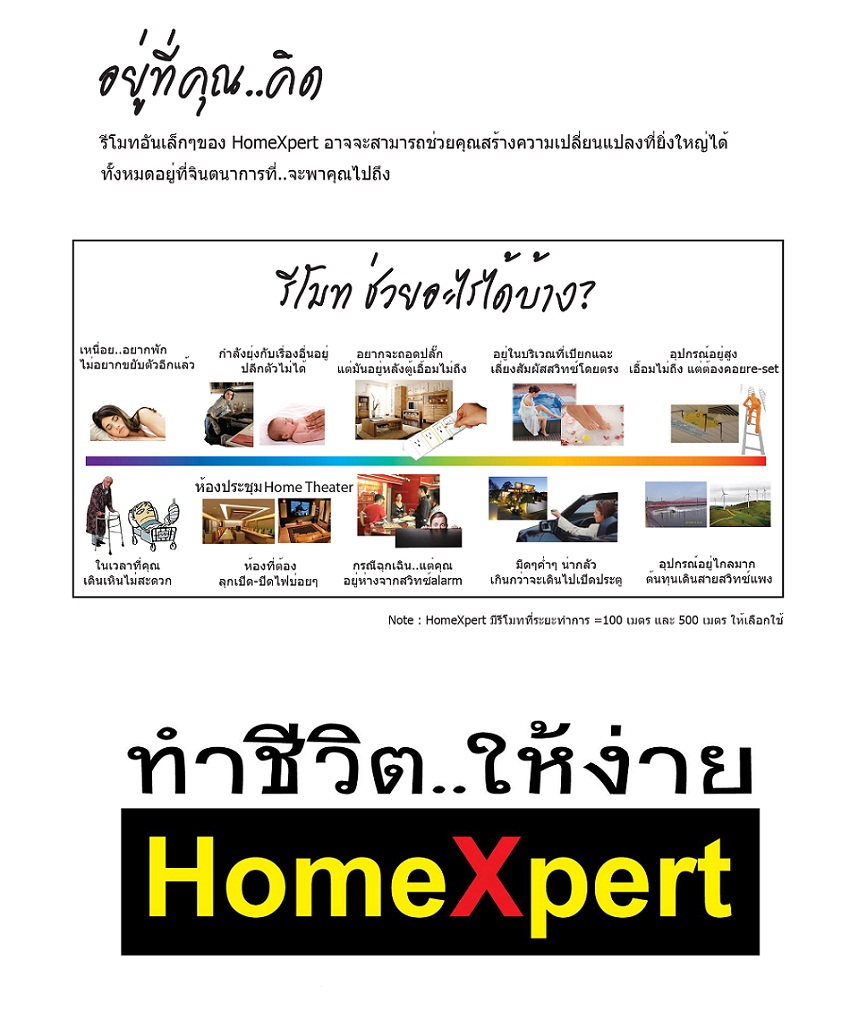 อยู่ที่คุณ..คิด
รีโมทอันเล็กๆของ HomeXpert อาจจะสามารถช่วยคุณสร้างความเปลี่ยนแปลงที่ยิ่งใหญ่ได้
ทั้งหมดอยู่ที่จินตนาการที่..จะพาคุณไปถึง
รีโมท ช่วยอะไรได้บ้าง?
เหนื่อย..อยากพัก
ไม่อยากขยับตัวอีกแล้ว
กำลังยุ่งกับเรื่องอื่นอยู่
ปลีกตัวไม่ได้
อยากจะถอดปลั๊ก
แต่มันอยู่หลังตู้เอื้อมไม่ถึง
อยู่ในบริเวณที่เปียกแฉะ
เลี่ยงสัมผัสสวิทช์โดยตรง
อุปกรณ์อยู่สูง
เอื้อมไม่ถึง แต่ต้องคอยre-set
ห้องประชุม Home Theater
ในเวลาที่คุณ
เดินเหินไม่สะดวก
ห้องที่ต้อง
ลุกเปิด-ปิดไฟบ่อยๆ
กรณีฉุกเฉิน..แต่คุณ
อยู่ห่างจากสวิทช์alarm
มืดๆค่ำๆ น่ากลัว
เกินกว่าจะเดินไปเปิดประตู
อุปกรณ์อยู่ไกลมาก
ต้นทุนเดินสายสวิทช์แพง
Note : HomeXpert มีรีโมทที่ระยะทำการ =100 เมตร และ 500 เมตร ให้เลือกใช้
ทำชีวิต..ให้ง่าย
HomeXpert